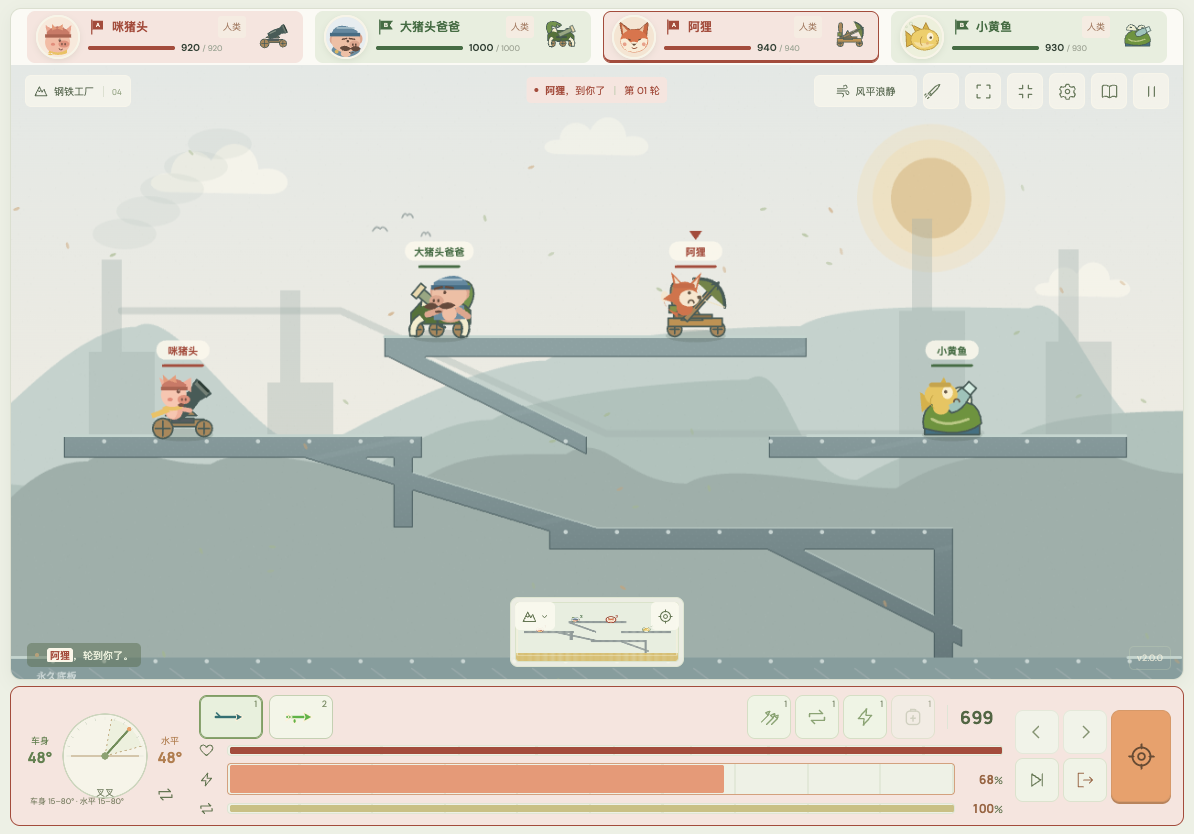 A 咪猪头 人类
920 / 920
B 大猪头爸爸 人类
1000 / 1000
A 阿狸 人类
940 / 940
B 小黄鱼 人类
930 / 930
钢铁工厂 04
阿狸，到你了 第 01 轮
风平浪静
大猪头爸爸
阿狸
咪猪头
小黄鱼
阿狸，轮到你了。
永久底板
v2.0.0
1
2
1
1
1
1
699
车身
48°
水平
48°
叉叉
车身 15–80° · 水平 15–80°
68%
100%